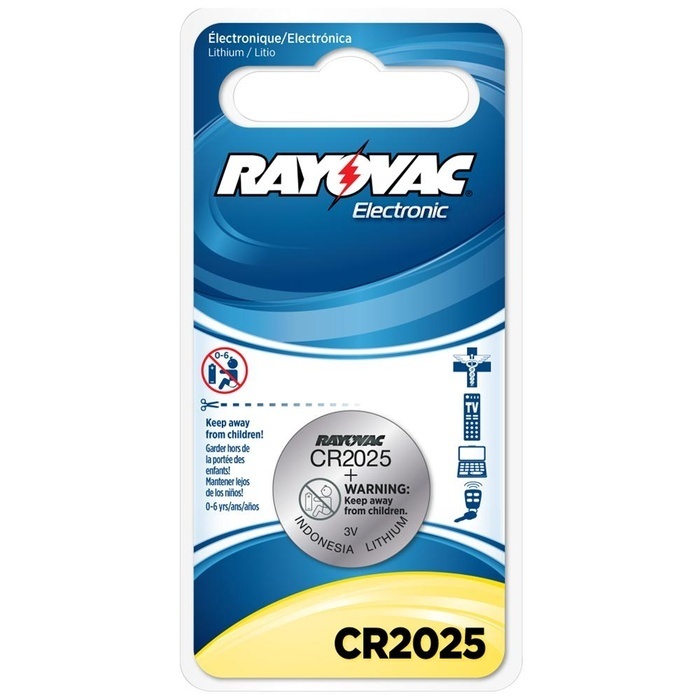 Électronique/Electrónica
Lithium / Litio
RAYOVAC®
Electronic
0-6
Keep away
from children!
Garder hors de
la portée des
enfants!
Mantener lejos
de los niños!
0-6 yrs/ans/años
TV
RAYOVAC
CR2025
+
WARNING:
Keep away
from children.
3V
INDONESIA LITHIUM
CR2025